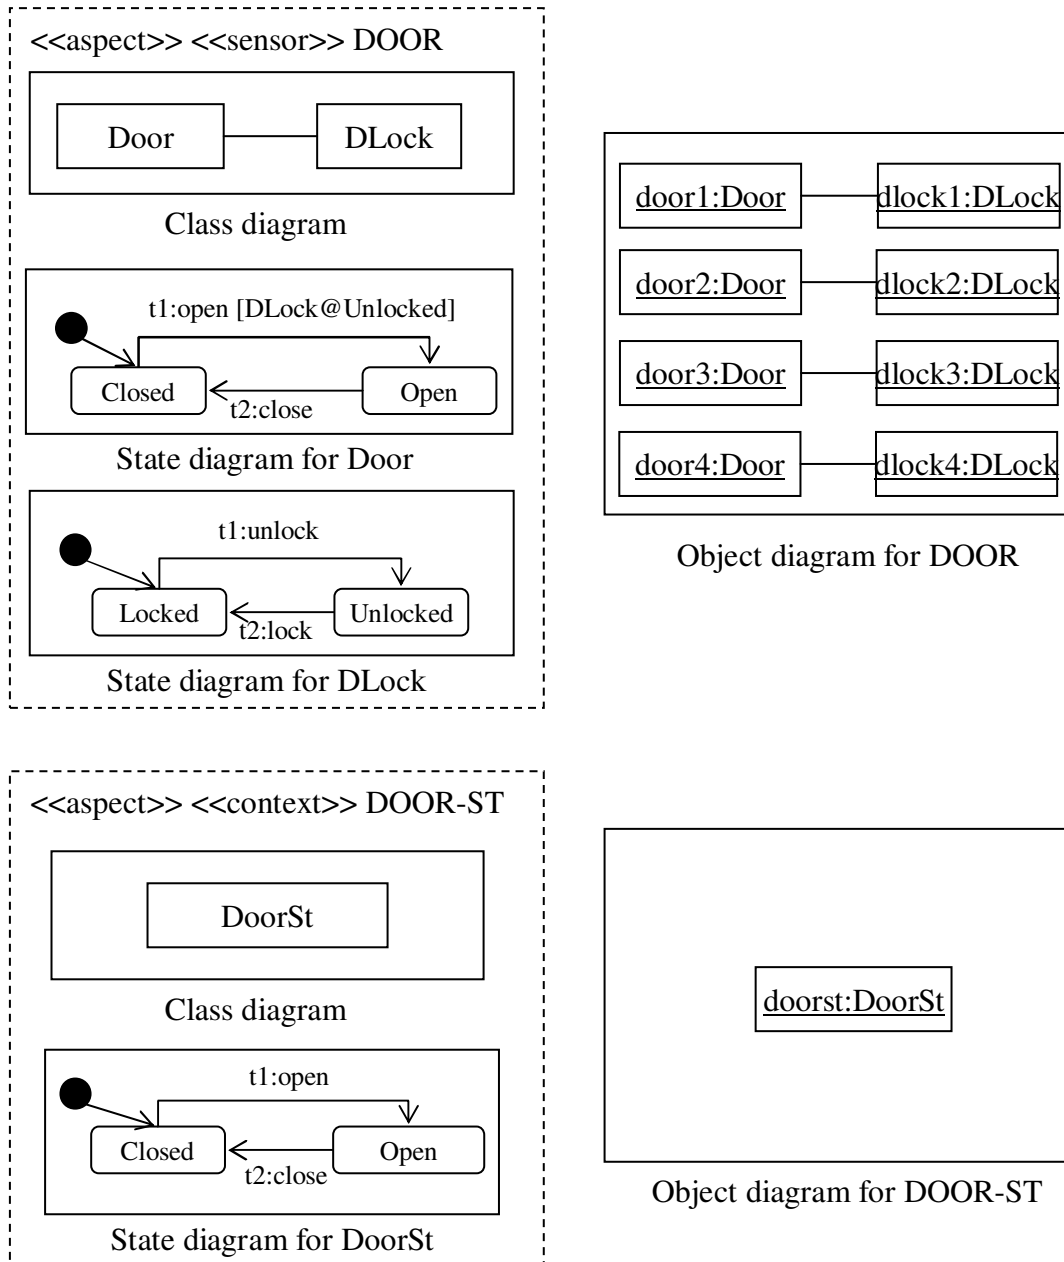 <<aspect>> <<sensor>> DOOR
Door
DLock
Class diagram
t1:open [DLock@Unlocked]
Closed
Open
t2:close
State diagram for Door
t1:unlock
Locked
Unlocked
t2:lock
State diagram for DLock
door1:Door
dlock1:DLock
door2:Door
dlock2:DLock
door3:Door
dlock3:DLock
door4:Door
dlock4:DLock
Object diagram for DOOR
<<aspect>> <<context>> DOOR-ST
DoorSt
Class diagram
t1:open
Closed
Open
t2:close
State diagram for DoorSt
doorst:DoorSt
Object diagram for DOOR-ST